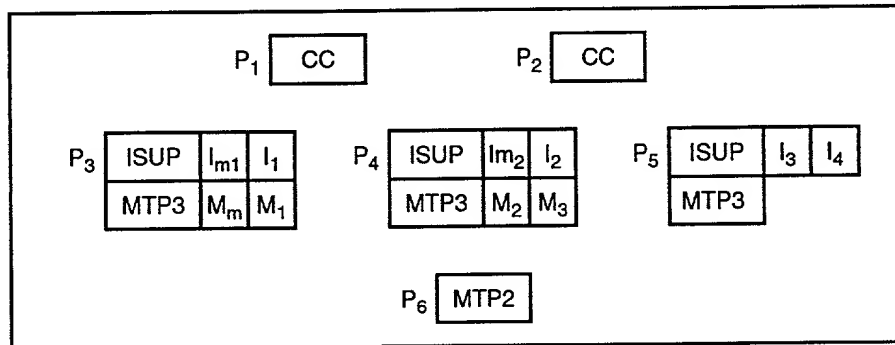 P1 CC P2 CC
P3 ISUP Im1 I1 P4 ISUP Im2 I2 P5 ISUP I3 I4
MTP3 Mm M1 MTP3 M2 M3 MTP3
P6 MTP2